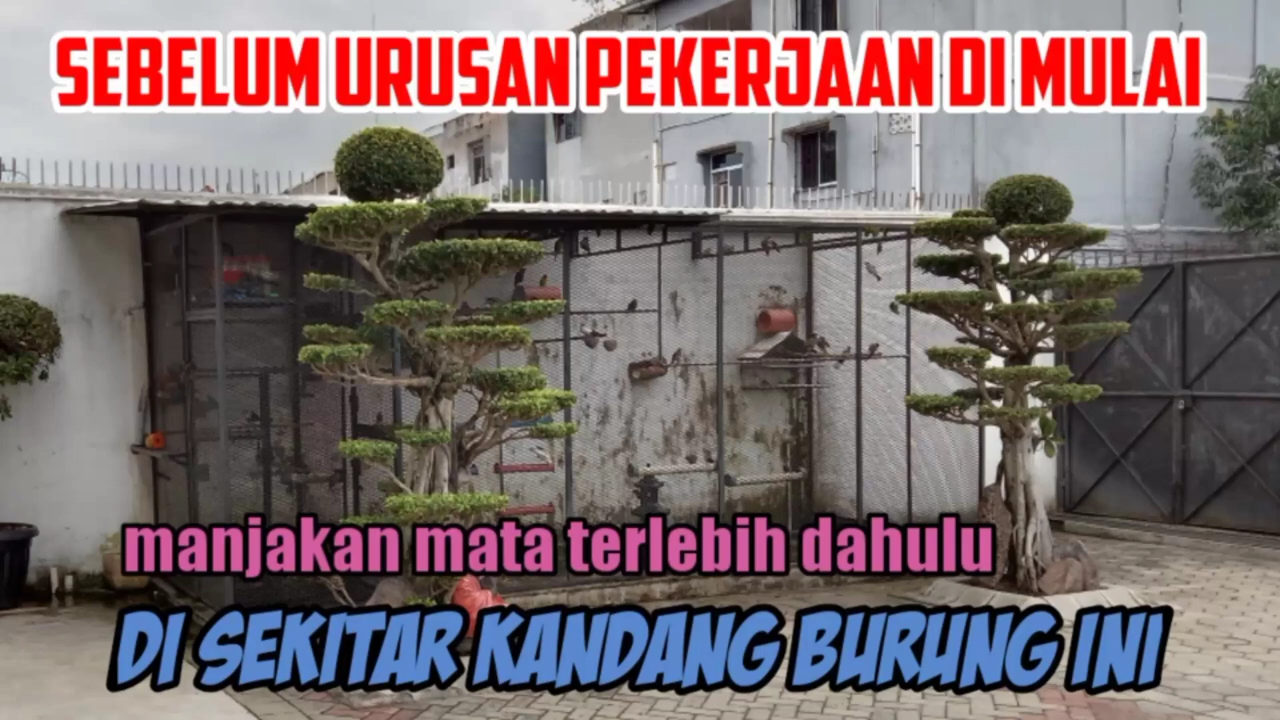 SEBELUM URUSAN PEKERJAAN DI MULAI
manjakan mata terlebih dahulu
DI SEKITAR KANDANG BURUNG INI